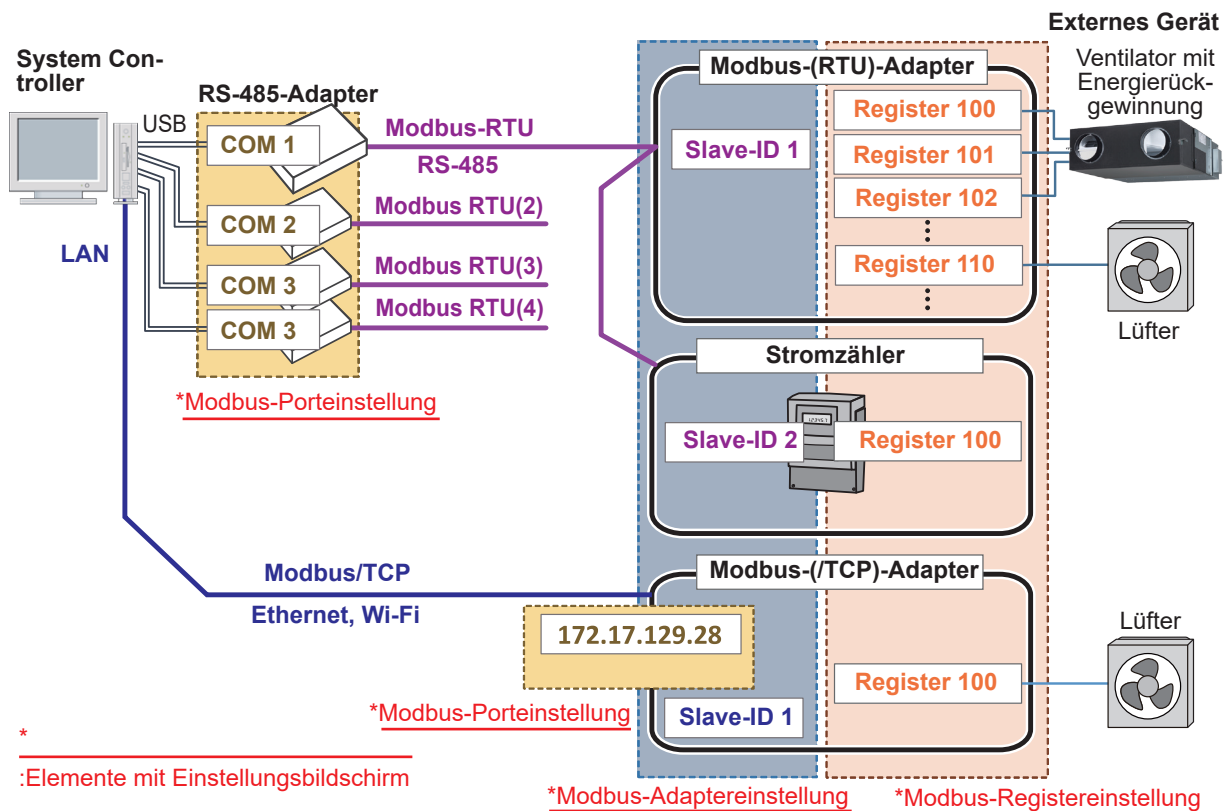 System Con-
troller
USB
LAN
RS-485-Adapter
COM 1
COM 2
COM 3
COM 3
*Modbus-Porteinstellung
Modbus-RTU
RS-485
Modbus RTU(2)
Modbus RTU(3)
Modbus RTU(4)
Modbus-(RTU)-Adapter
Slave-ID 1
Register 100
Register 101
Register 102
Register 110
Externes Gerät
Ventilator mit
Energierück-
gewinnung
Lüfter
Stromzähler
Slave-ID 2
Register 100
Modbus/TCP
Ethernet, Wi-Fi
Modbus-(/TCP)-Adapter
172.17.129.28
*Modbus-Porteinstellung
Slave-ID 1
Register 100
Lüfter
*
:Elemente mit Einstellungsbildschirm
*Modbus-Adaptereinstellung
*Modbus-Registereinstellung